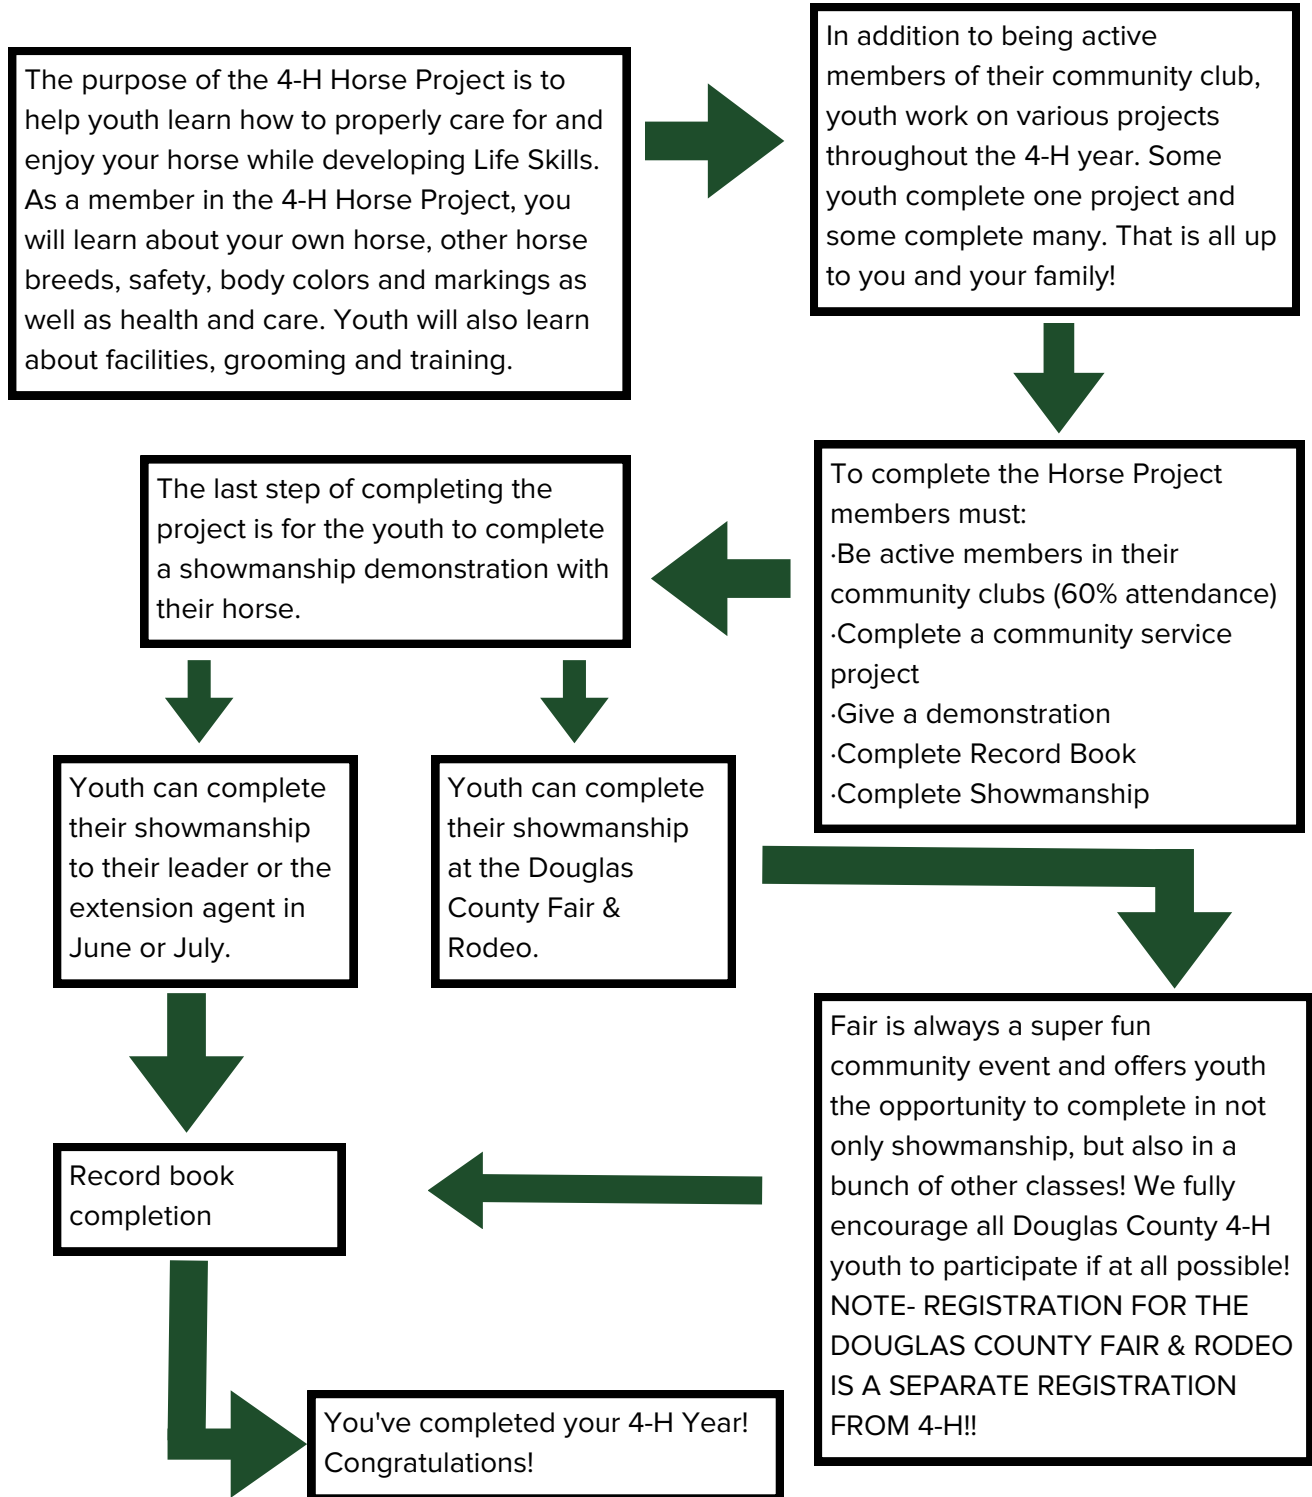 The purpose of the 4-H Horse Project is to
help youth learn how to properly care for and
enjoy your horse while developing Life Skills.
As a member in the 4-H Horse Project, you
will learn about your own horse, other horse
breeds, safety, body colors and markings as
well as health and care. Youth will also learn
about facilities, grooming and training.
In addition to being active
members of their community club,
youth work on various projects
throughout the 4-H year. Some
youth complete one project and
some complete many. That is all up
to you and your family!
To complete the Horse Project
members must:
·Be active members in their
community clubs (60% attendance)
·Complete a community service
project
·Give a demonstration
·Complete Record Book
·Complete Showmanship
The last step of completing the
project is for the youth to complete
a showmanship demonstration with
their horse.
Youth can complete
their showmanship
to their leader or the
extension agent in
June or July.
Youth can complete
their showmanship
at the Douglas
County Fair &
Rodeo.
Fair is always a super fun
community event and offers youth
the opportunity to complete in not
only showmanship, but also in a
bunch of other classes! We fully
encourage all Douglas County 4-H
youth to participate if at all possible!
NOTE- REGISTRATION FOR THE
DOUGLAS COUNTY FAIR & RODEO
IS A SEPARATE REGISTRATION
FROM 4-H!!
Record book
completion
You've completed your 4-H Year!
Congratulations!